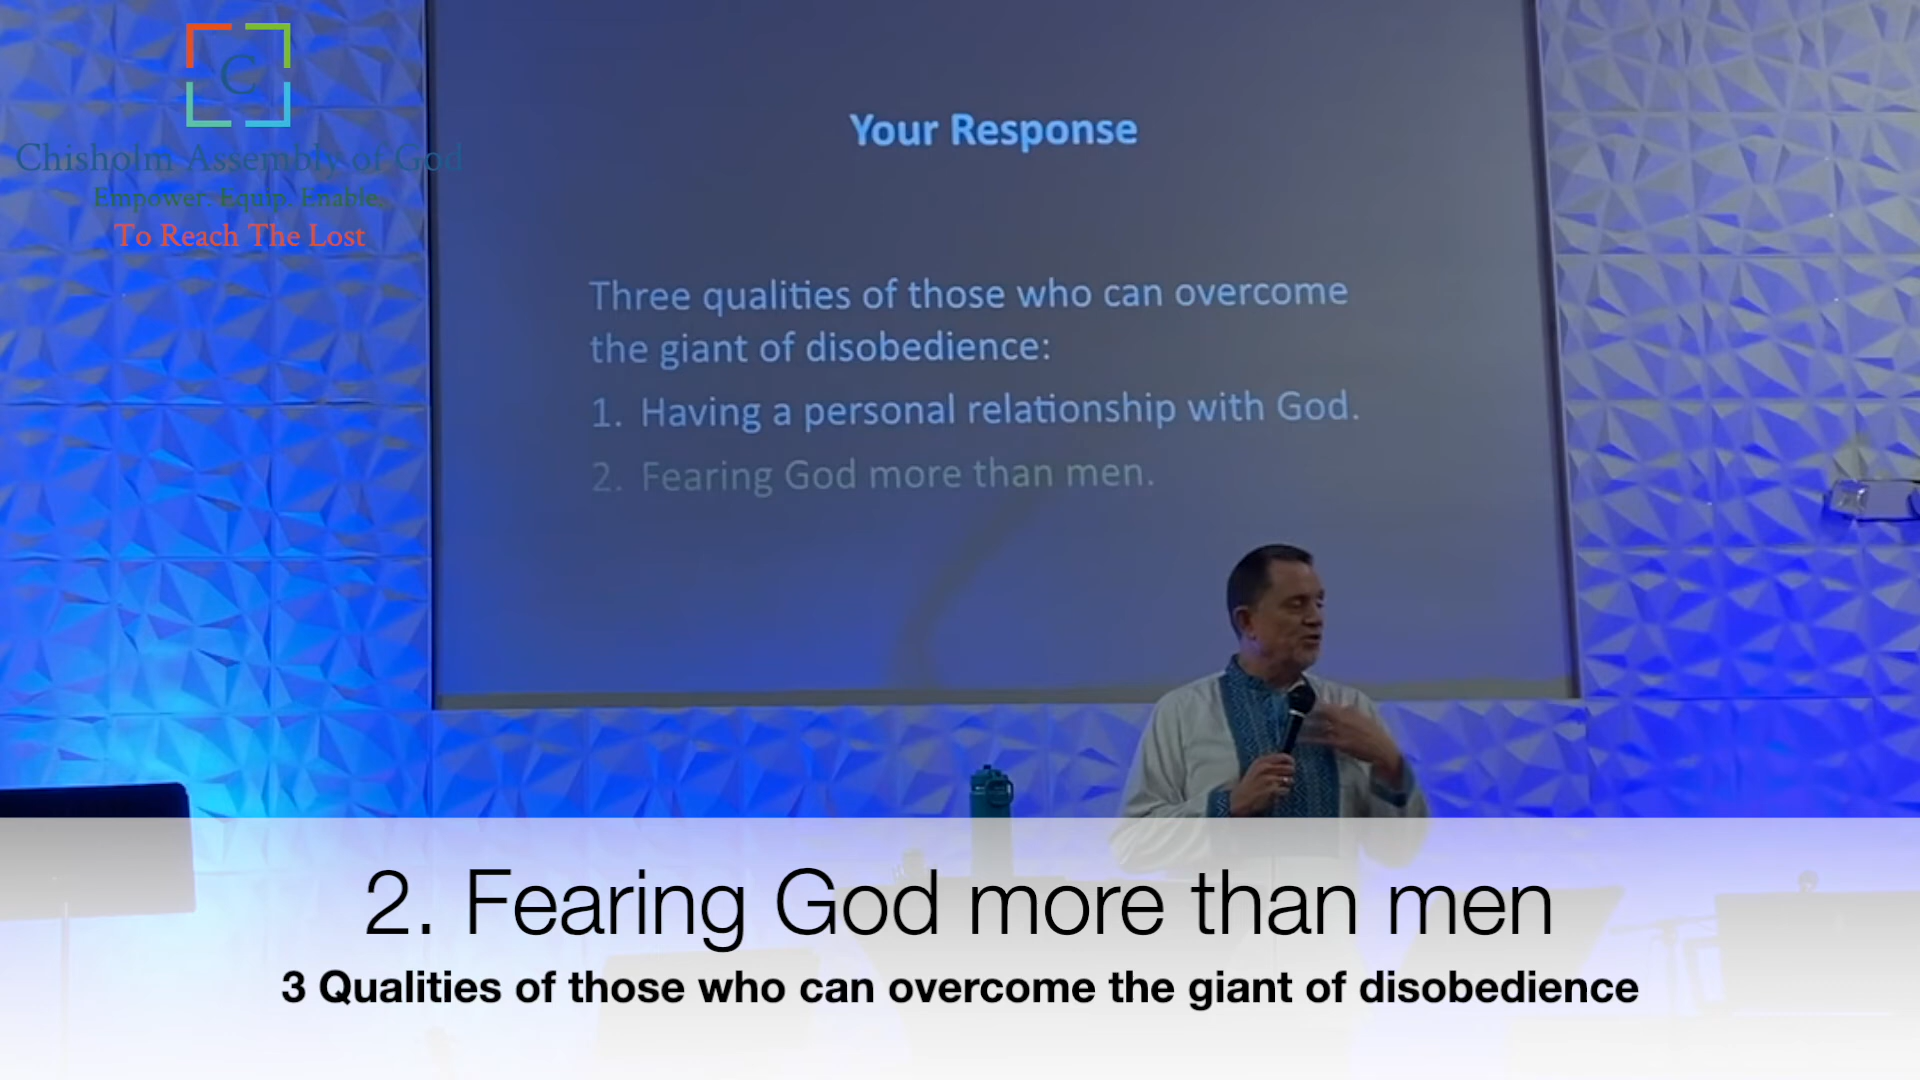 C
Chisholm Assembly of God
Empower. Equip. Enable.
To Reach The Lost
Your Response
Three qualities of those who can overcome
the giant of disobedience:
1. Having a personal relationship with God.
2. Fearing God more than men.
2. Fearing God more than men
3 Qualities of those who can overcome the giant of disobedience